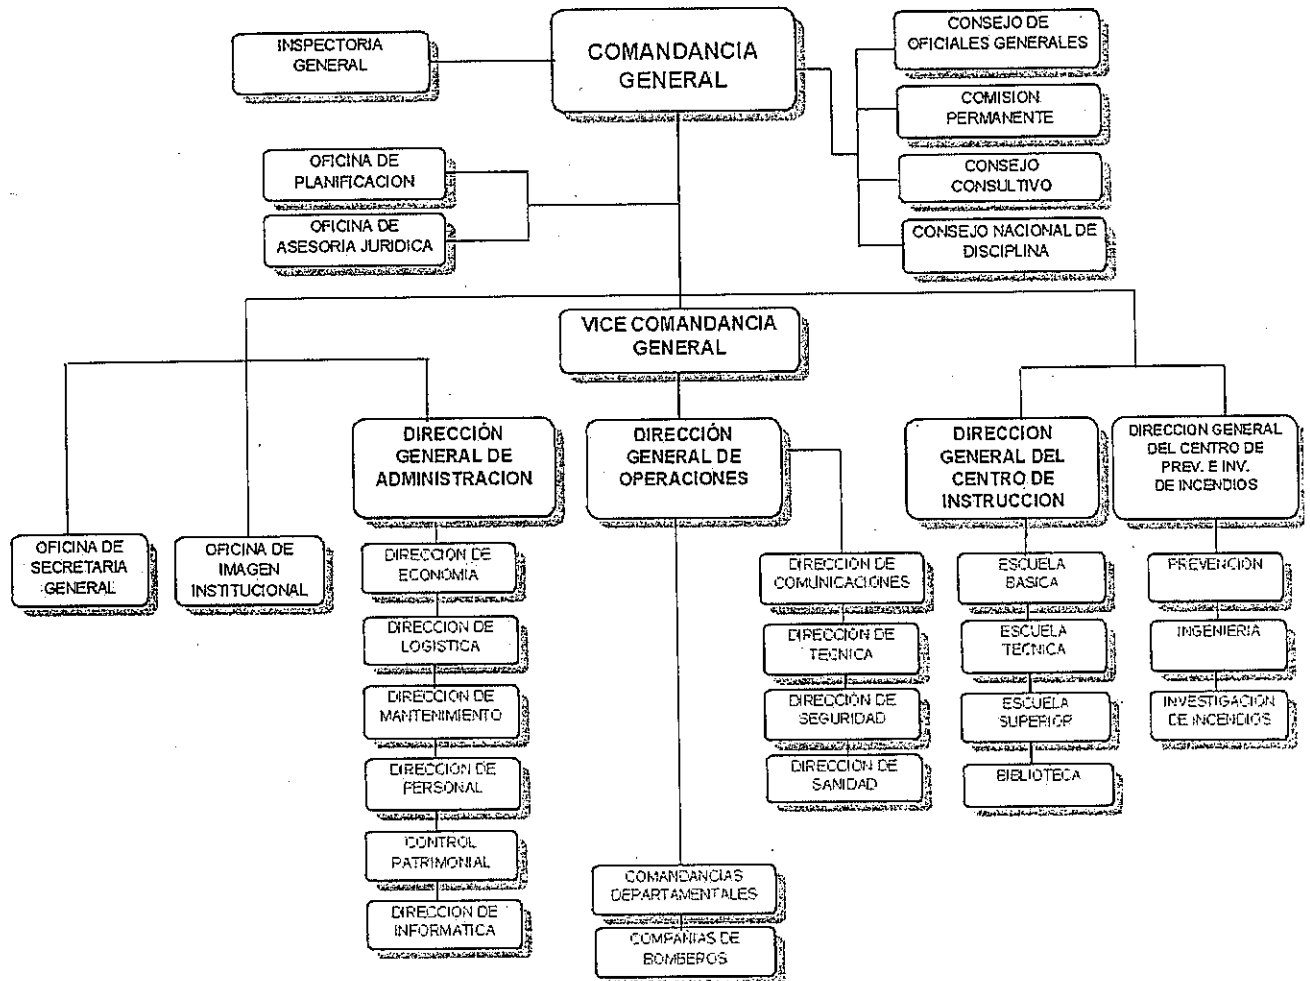 INSPECTORIA
GENERAL
COMANDANCIA
GENERAL
CONSEJO DE
OFICIALES GENERALES
COMISION
PERMANENTE
CONSEJO
CONSULTIVO
CONSEJO NACIONAL DE
DISCIPLINA
OFICINA DE
PLANIFICACION
OFICINA DE
ASESORIA JURIDICA
VICE COMANDANCIA
GENERAL
OFICINA DE
SECRETARIA
GENERAL
OFICINA DE
IMAGEN
INSTITUCIONAL
DIRECCIÓN
GENERAL DE
ADMINISTRACION
DIRECCION DE
ECONOMIA
DIRECCION DE
LOGISTICA
DIRECCION DE
MANTENIMIENTO
DIRECCION DE
PERSONAL
CONTROL
PATRIMONIAL
DIRECCION DE
INFORMATICA
DIRECCIÓN
GENERAL DE
OPERACIONES
COMANDANCIAS
DEPARTAMENTALES
COMPAÑIAS DE
BOMBEROS
DIRECCION DE
COMUNICACIONES
DIRECCION DE
TECNICA
DIRECCION DE
SEGURIDAD
DIRECCION DE
SANIDAD
DIRECCION
GENERAL DEL
CENTRO DE
INSTRUCCION
ESCUELA
BASICA
ESCUELA
TECNICA
ESCUELA
SUPERIOR
BIBLIOTECA
DIRECCION GENERAL
DEL CENTRO DE
PREV. E INV.
DE INCENDIOS
PREVENCION
INGENIERIA
INVESTIGACION
DE INCENDIOS